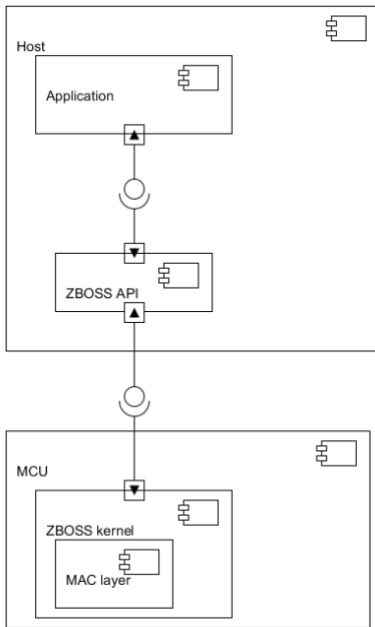 Host
Application
ZBOSS API
MCU
ZBOSS kernel
MAC layer